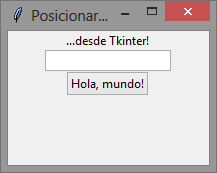 Posicionar...
...desde Tkinter!
Hola, mundo!